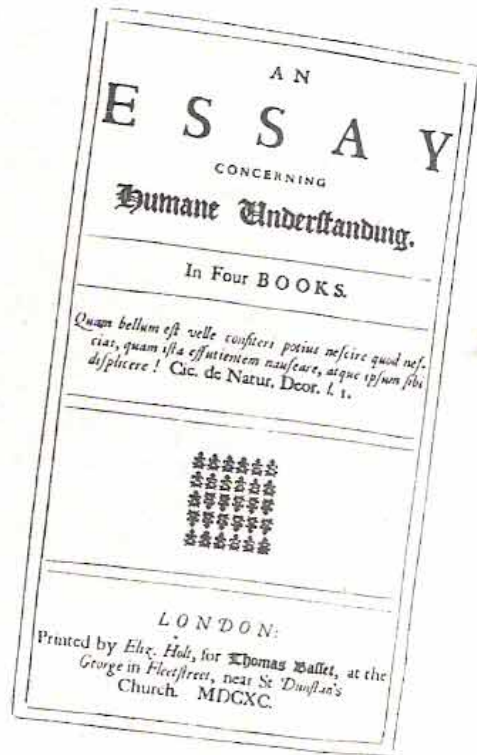 AN
ESSAY
CONCERNING
Humane Understanding.
In Four BOOKS.
Quam bellum eſt velle confiteri potius neſcire quod neſ-
cias, quam iſta effutientem nauſeare, atque ipſum ſibi
diſplicere ! Cic. de Natur. Deor. l. 1.
LONDON:
Printed by Eliz. Holt, for Thomas Baſſet, at the
George in Fleetſtreet, near St Dunſtan's
Church. MDCXC.